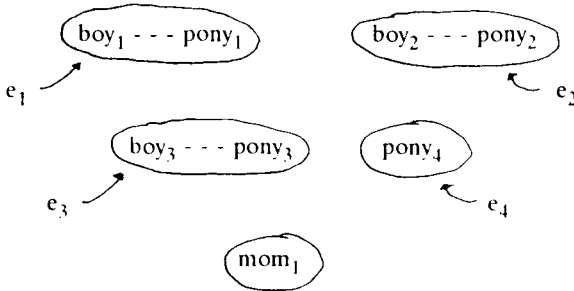 boy₁ - - - pony₁ boy₂ - - - pony₂
e₁ e₂
boy₃ - - - pony₃ pony₄
e₃ e₄
mom₁